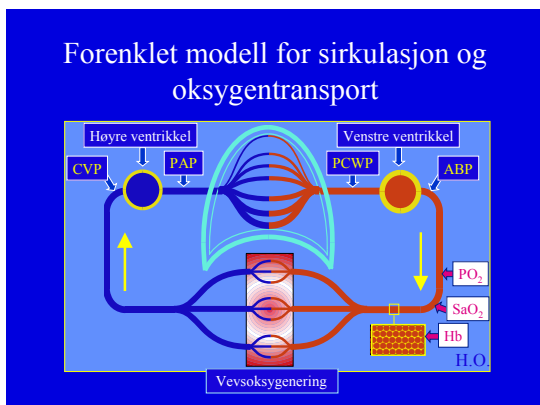 Forenklet modell for sirkulasjon og
oksygentransport
Høyre ventrikkel
Venstre ventrikkel
CVP
PAP
PCWP
ABP
PO₂
SaO₂
Hb
H.O.
Vevsoksygenering